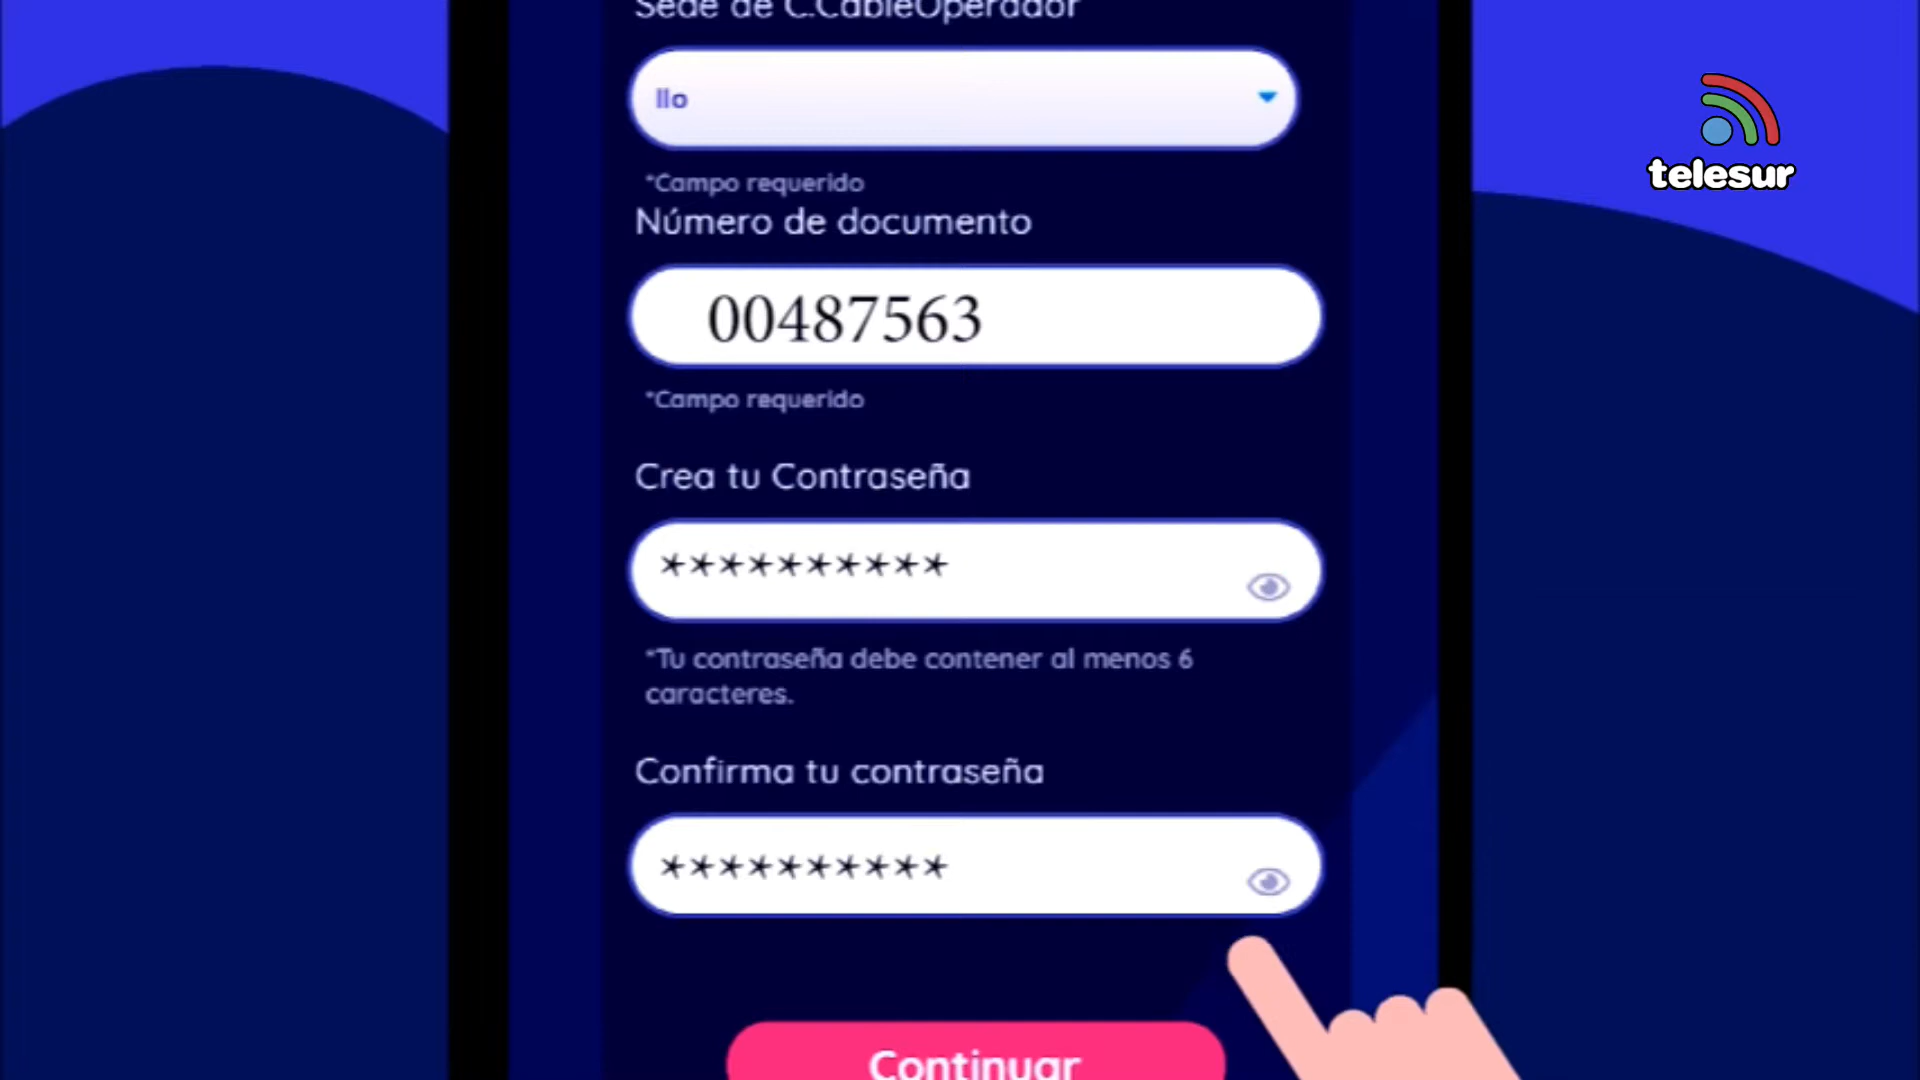 Sede de C.CableOperador
Ilo
*Campo requerido
Número de documento
00487563
*Campo requerido
Crea tu Contraseña
**********
*Tu contraseña debe contener al menos 6
caracteres.
Confirma tu contraseña
**********
Continuar
telesur